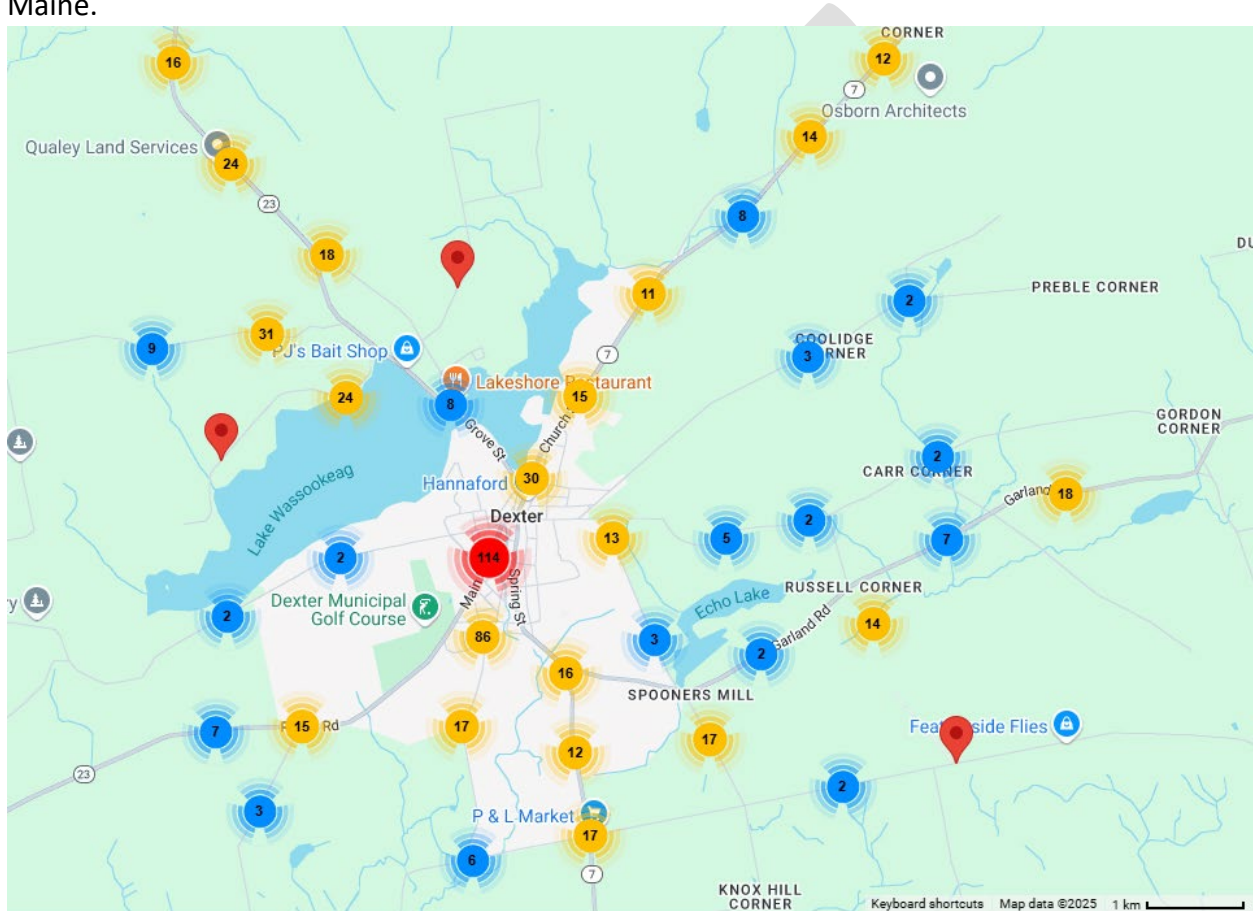 Maine.
CORNER
16
12
7
Osborn Architects
14
Qualey Land Services
24
23
8
18
DU
11
2
PREBLE CORNER
31
9
PJ's Bait Shop
7
COOLIDGE
3
Lakeshore Restaurant
24
8
15
GORDON
CORNER
Grove St
Church
2
CARR CORNER
Hannaford
30
Garland
18
Lake Wassookeag
Dexter
2
13
5
7
2
114
RUSSELL CORNER
Main
Spring St
Echo Lake
Dexter Municipal
Golf Course
2
14
Garland Rd
86
3
2
16
SPOONERS MILL
7
15
Rd
17
17
12
23
2
3
P & L Market
17
6
7
KNOX HILL
CORNER
Keyboard shortcuts
Map data ©2025
1 km